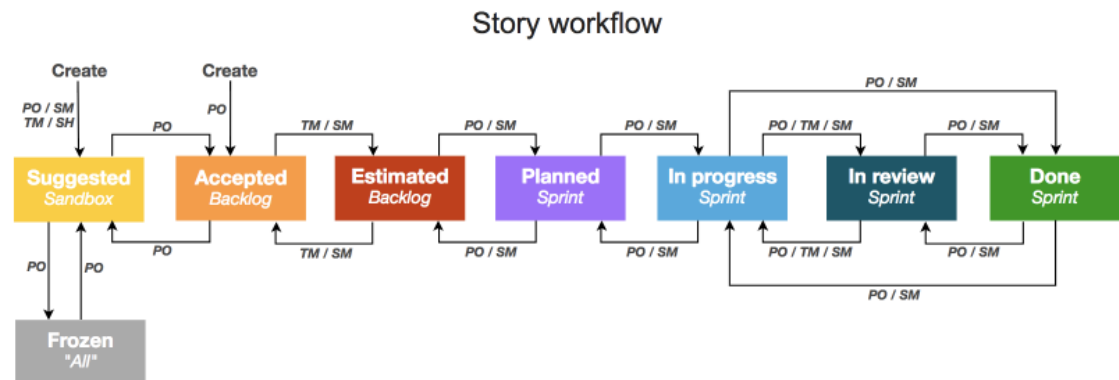 Story workflow
Create
Create
PO / SM
TM / SH
PO
PO
TM / SM
PO / SM
PO / SM
PO / TM / SM
PO / SM
PO / SM
Suggested
Sandbox
Accepted
Backlog
Estimated
Backlog
Planned
Sprint
In progress
Sprint
In review
Sprint
Done
Sprint
PO
TM / SM
PO / SM
PO / SM
PO / TM / SM
PO / SM
PO / SM
PO
PO
Frozen
"All"